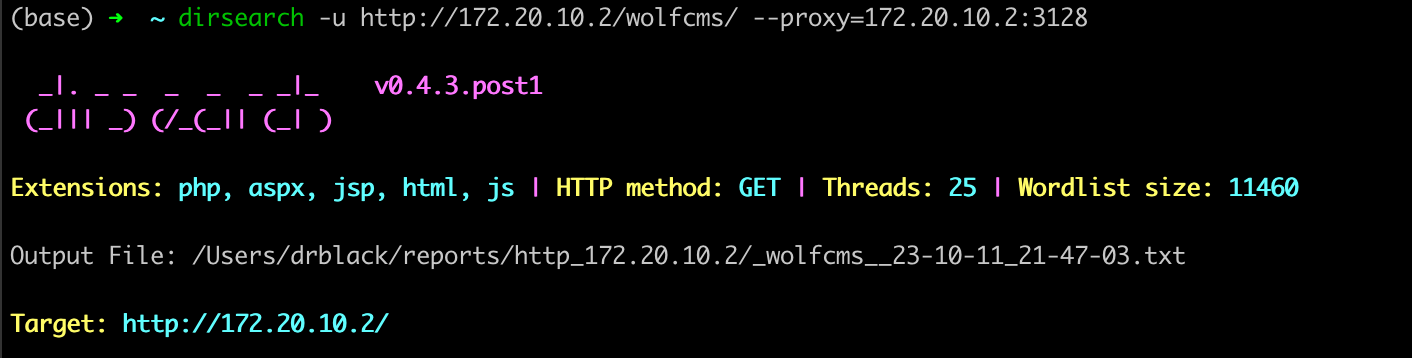 (base) ➜ ~ dirsearch -u http://172.20.10.2/wolfcms/ --proxy=172.20.10.2:3128
_|. _ _  _  _  _ _|_    v0.4.3.post1
(_||| _) (/_(_|| (_| )
Extensions: php, aspx, jsp, html, js | HTTP method: GET | Threads: 25 | Wordlist size: 11460
Output File: /Users/drblack/reports/http_172.20.10.2/_wolfcms__23-10-11_21-47-03.txt
Target: http://172.20.10.2/